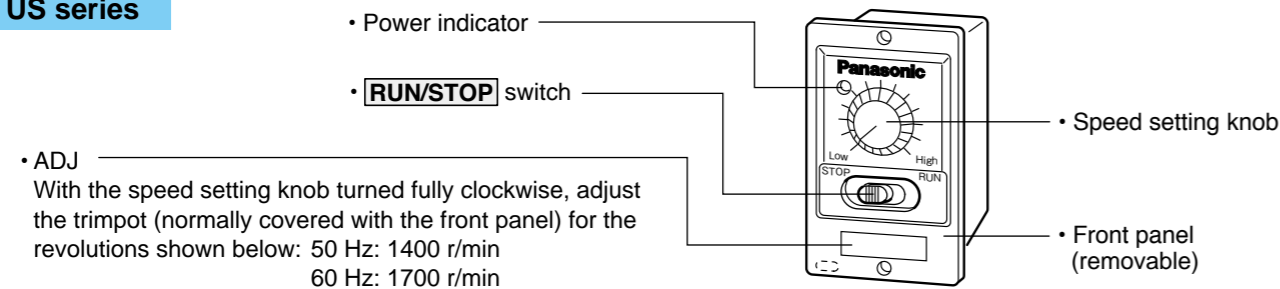 US series
• Power indicator
• RUN/STOP switch
• ADJ
With the speed setting knob turned fully clockwise, adjust
the trimpot (normally covered with the front panel) for the
revolutions shown below: 50 Hz: 1400 r/min
60 Hz: 1700 r/min
Panasonic
Low
High
STOP
RUN
• Speed setting knob
• Front panel
(removable)